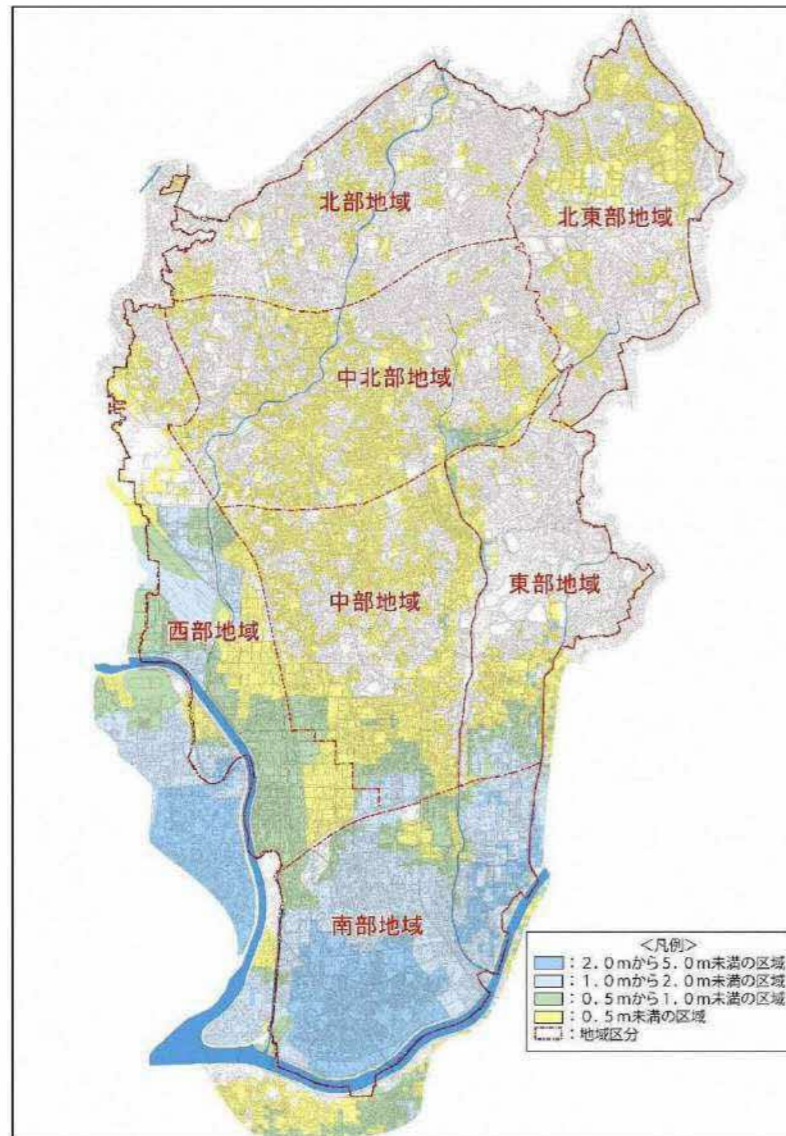 北部地域
北東部地域
中北部地域
中部地域
東部地域
西部地域
南部地域
<凡例>
：2．0mから5．0m未満の区域
：1．0mから2．0m未満の区域
：0．5mから1．0m未満の区域
：0．5m未満の区域
：地域区分